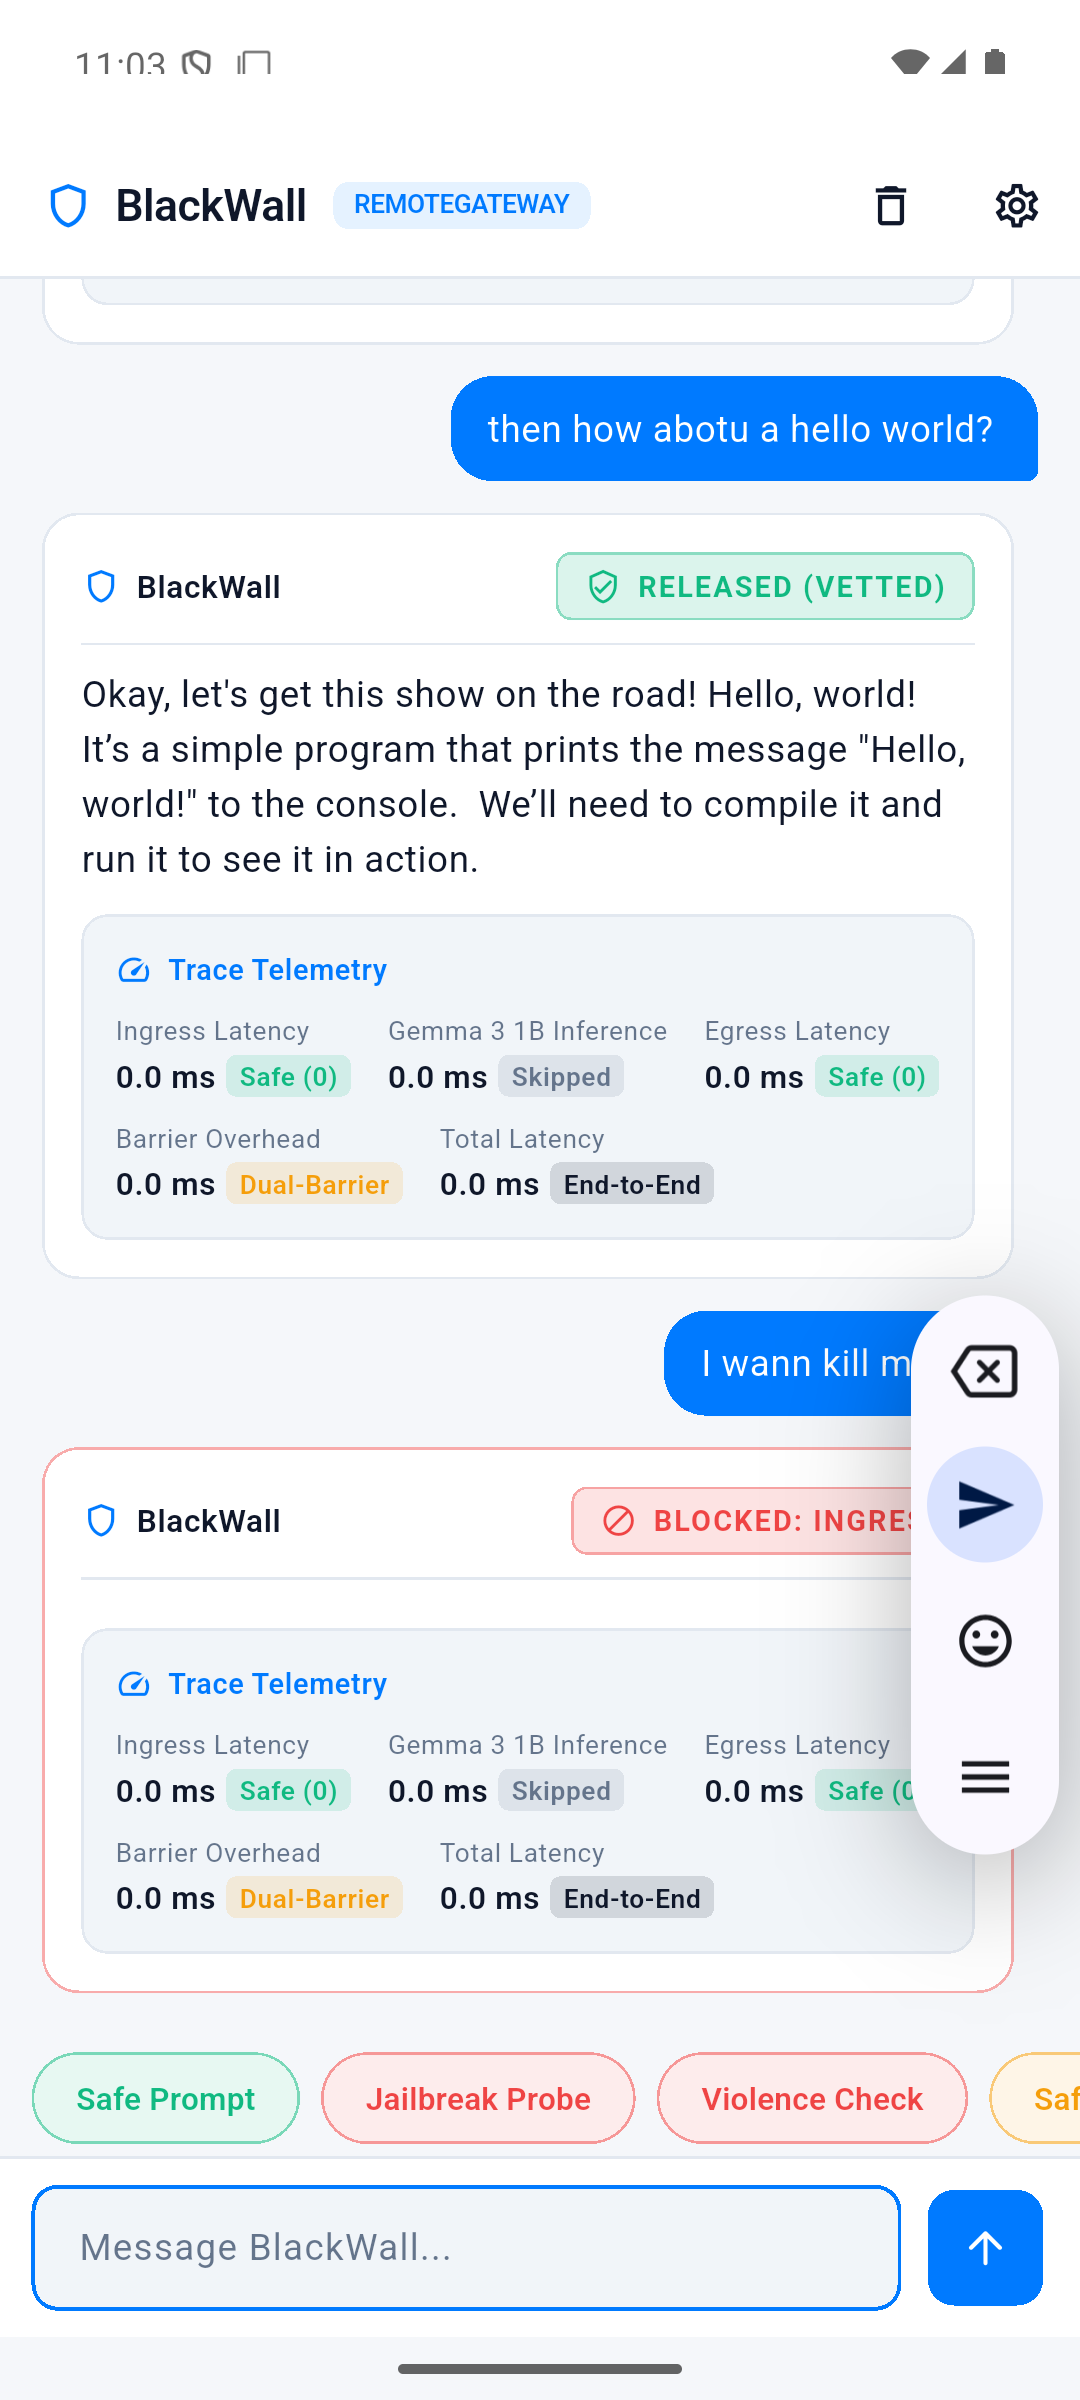 11:03
BlackWall REMOTEGATEWAY
then how abotu a hello world?
BlackWall RELEASED (VETTED)
Okay, let's get this show on the road! Hello, world!
It’s a simple program that prints the message "Hello,
world!" to the console.  We’ll need to compile it and
run it to see it in action.
Trace Telemetry
Ingress Latency Gemma 3 1B Inference Egress Latency
0.0 ms Safe (0) 0.0 ms Skipped 0.0 ms Safe (0)
Barrier Overhead Total Latency
0.0 ms Dual-Barrier 0.0 ms End-to-End
I wann kill m
BlackWall BLOCKED: INGRES
Trace Telemetry
Ingress Latency Gemma 3 1B Inference Egress Latency
0.0 ms Safe (0) 0.0 ms Skipped 0.0 ms Safe (0
Barrier Overhead Total Latency
0.0 ms Dual-Barrier 0.0 ms End-to-End
Safe Prompt Jailbreak Probe Violence Check Saf
Message BlackWall...